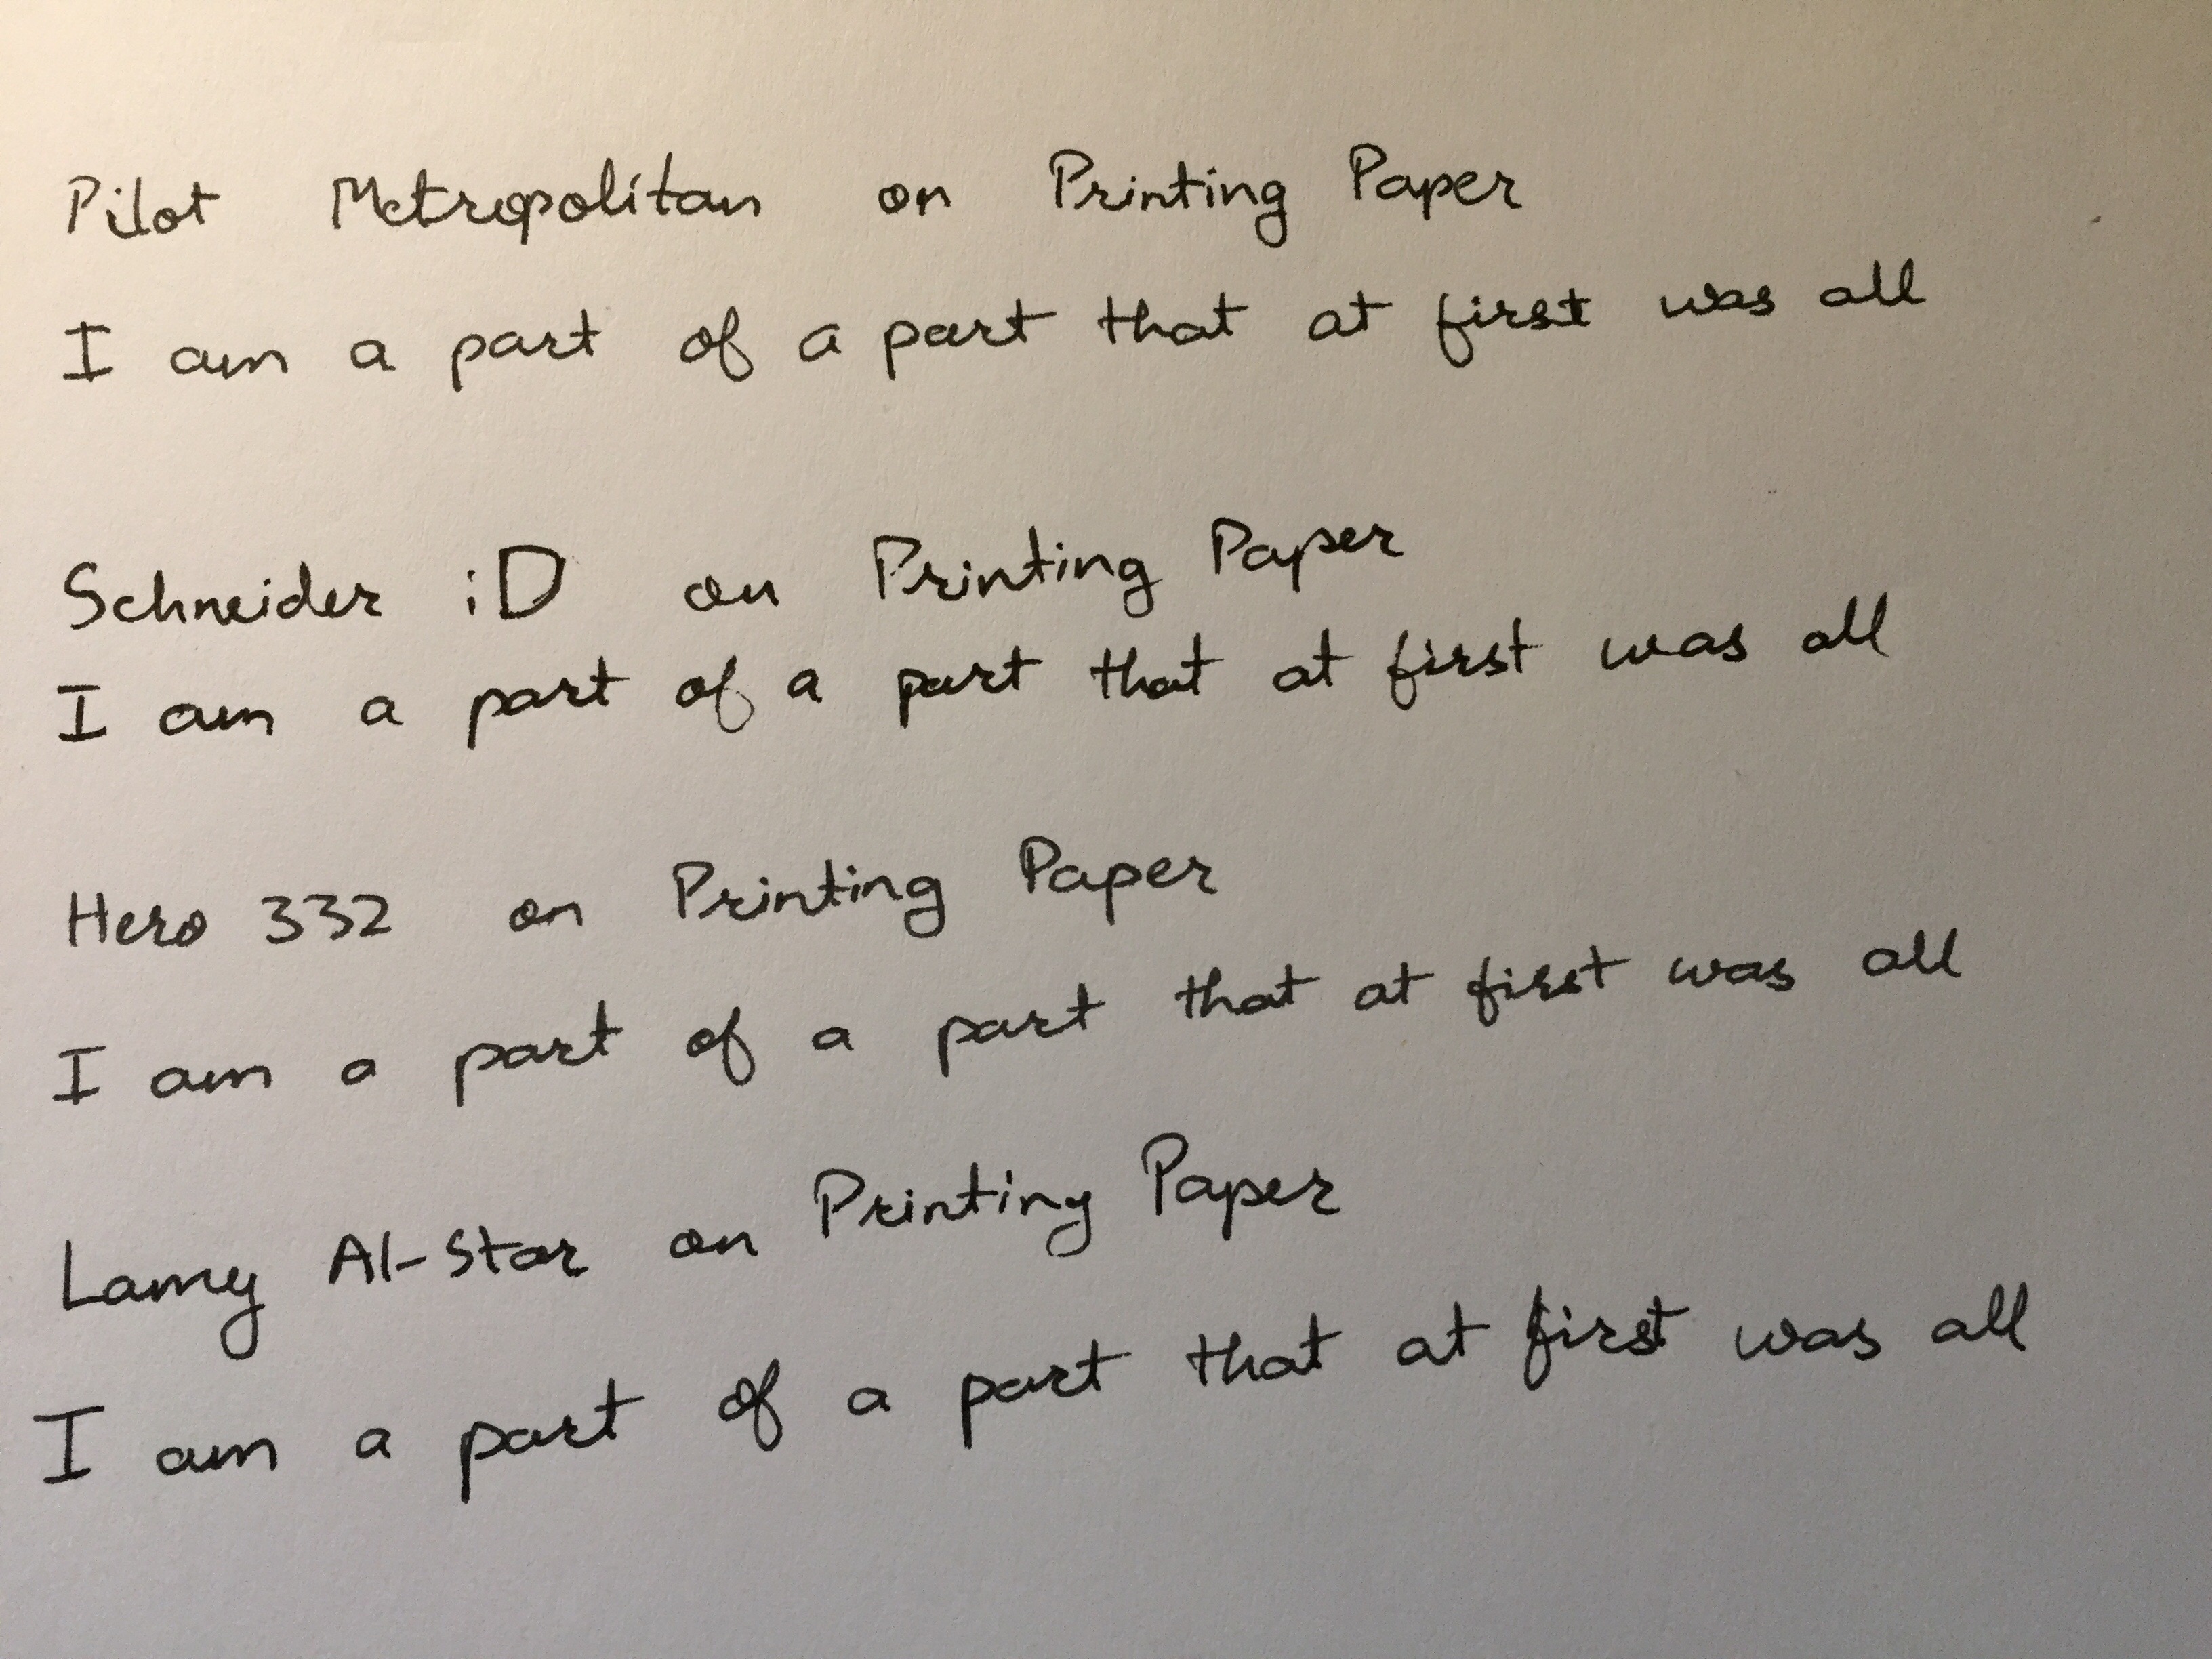 Pilot Metropolitan on Printing Paper
I am a part of a part that at first was all
Schneider iD on Printing Paper
I am a part of a part that at first was all
Hero 332 on Printing Paper
I am a part of a part that at first was all
Lamy Al-Star on Printing Paper
I am a part of a part that at first was all